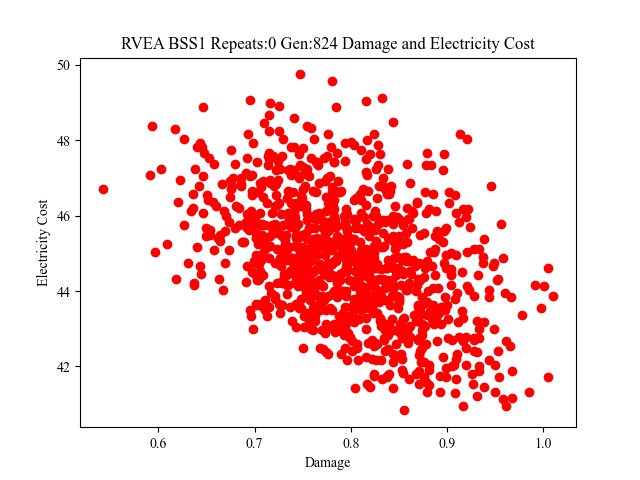 RVEA BSS1 Repeats:0 Gen:824 Damage and Electricity Cost
50
48
46
44
42
Electricity Cost
0.6 0.7 0.8 0.9 1.0
Damage